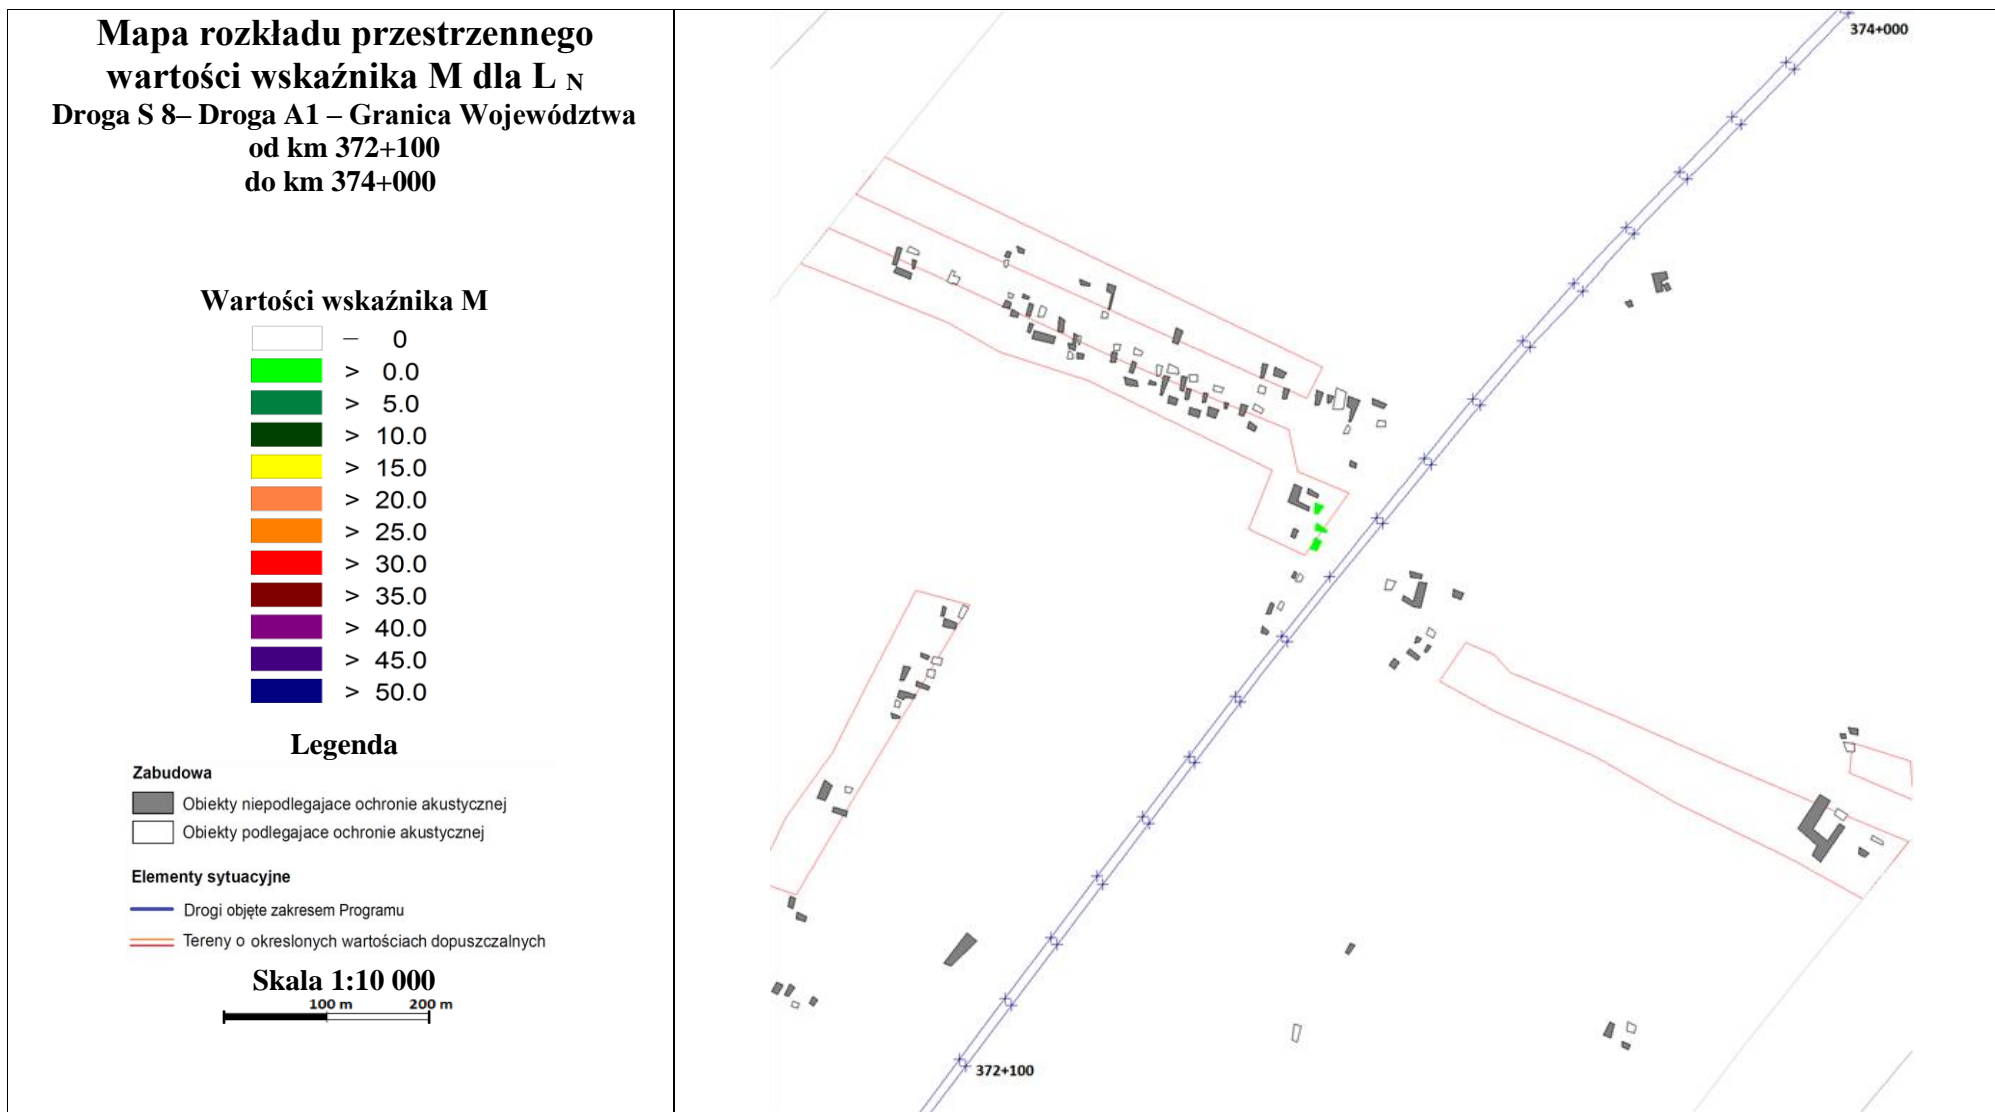 Mapa rozkładu przestrzennego
wartości wskaźnika M dla L N
Droga S 8– Droga A1 – Granica Województwa
od km 372+100
do km 374+000
Wartości wskaźnika M
– 0
> 0.0
> 5.0
> 10.0
> 15.0
> 20.0
> 25.0
> 30.0
> 35.0
> 40.0
> 45.0
> 50.0
Legenda
Zabudowa
Obiekty niepodlegajace ochronie akustycznej
Obiekty podlegajace ochronie akustycznej
Elementy sytuacyjne
Drogi objęte zakresem Programu
Tereny o okreslonych wartościach dopuszczalnych
Skala 1:10 000
100 m 200 m
374+000
372+100